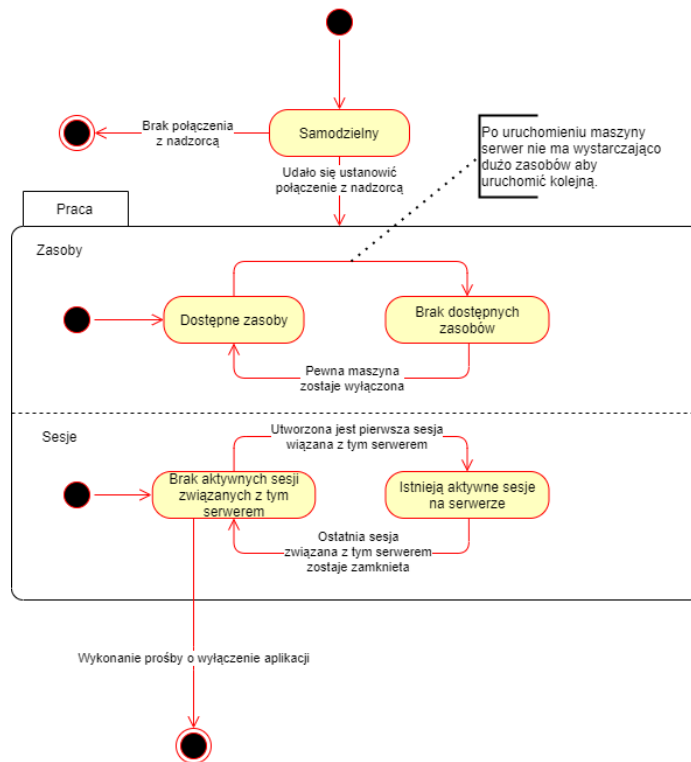 Brak połączenia
z nadzorcą
Samodzielny
Po uruchomieniu maszyny
serwer nie ma wystarczająco
dużo zasobów aby
uruchomić kolejną.
Udało się ustanowić
połączenie z nadzorcą
Praca
Zasoby
Dostępne zasoby
Brak dostępnych
zasobów
Pewna maszyna
zostaje wyłączona
Sesje
Utworzona jest pierwsza sesja
wiązana z tym serwerem
Brak aktywnych sesji
związanych z tym
serwerem
Istnieją aktywne sesje
na serwerze
Ostatnia sesja
związana z tym serwerem
zostaje zamknieta
Wykonanie prośby o wyłączenie aplikacji